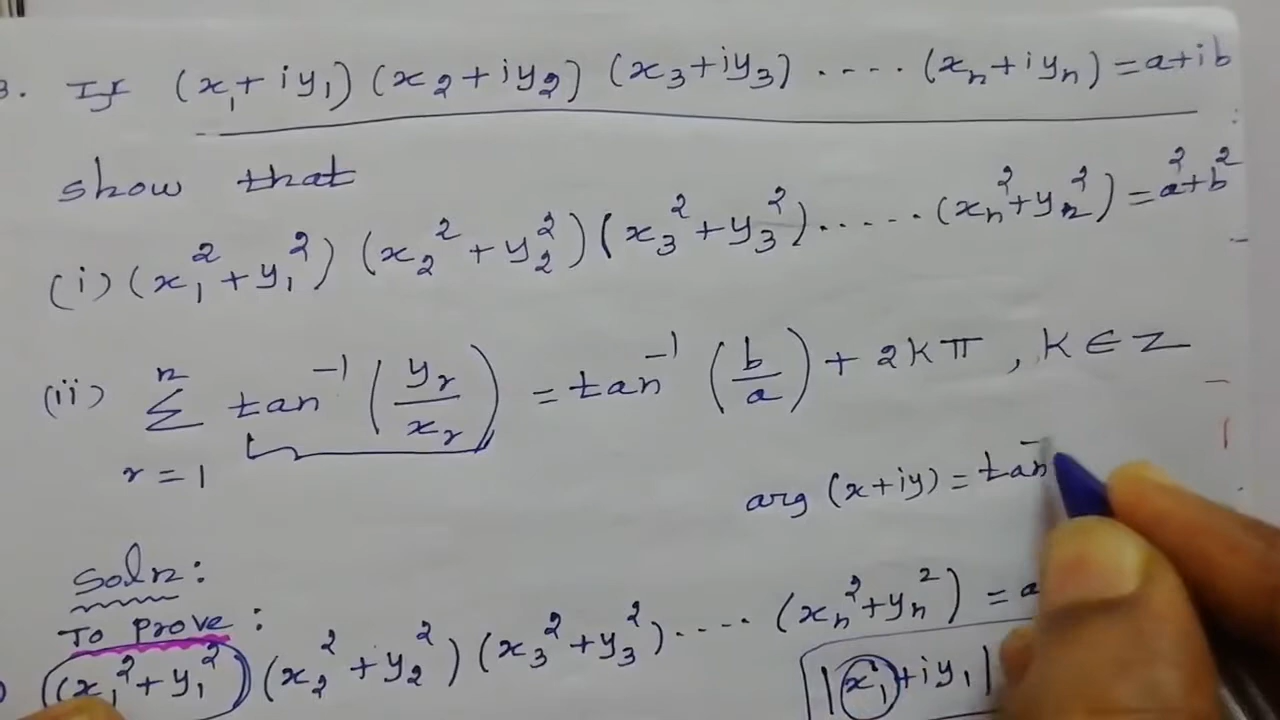 3. If (x₁+iy₁)(x₂+iy₂)(x₃+iy₃).....(xₙ+iyₙ)=a+ib
show that
(i) (x₁²+y₁²)(x₂²+y₂²)(x₃²+y₃²).....(xₙ²+yₙ²)=a²+b²
(ii) Σ_{r=1}^{n} tan⁻¹(yᵣ/xᵣ) = tan⁻¹(b/a) + 2kπ, k∈Z
arg(x+iy)=tan⁻
Soln:
To prove:
(x₁²+y₁²)(x₂²+y₂²)(x₃²+y₃²)....(xₙ²+yₙ²)=a
|x₁+iy₁|